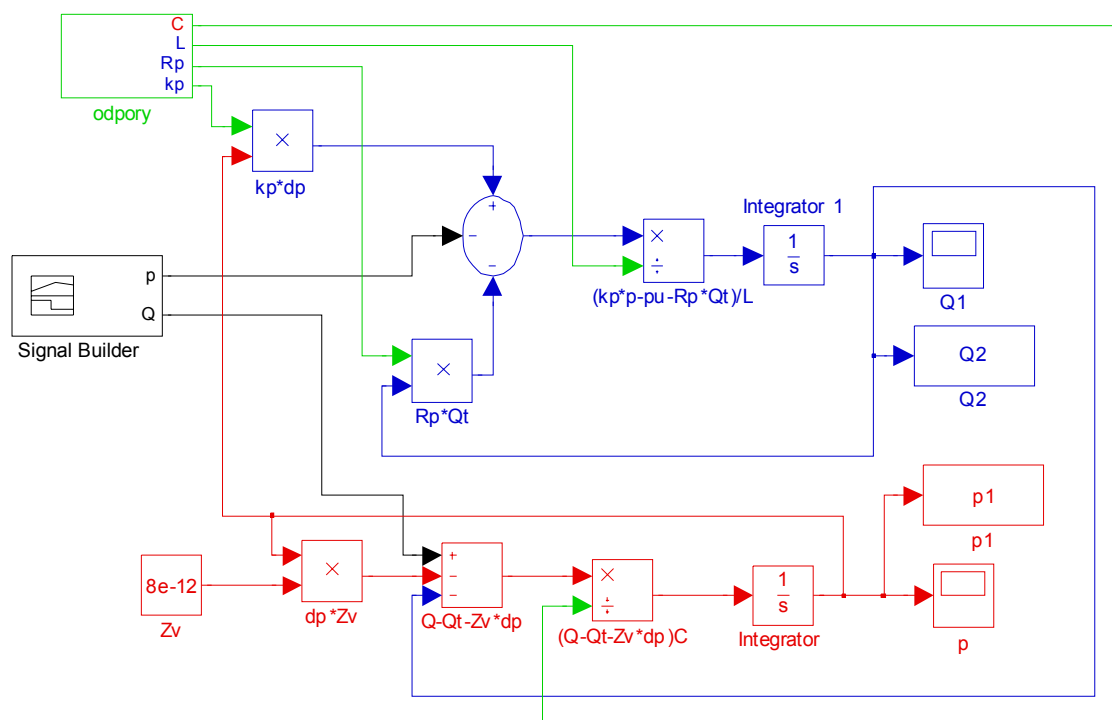 C
L
Rp
kp
odpory
×
kp*dp
+
−
−
×
÷
(kp*p-pu-Rp*Qt)/L
Integrator 1
1
s
Q1
p
Q
Signal Builder
×
Rp*Qt
Q2
Q2
p1
p1
8e-12
Zv
×
dp*Zv
+
−
−
Q-Qt-Zv*dp
×
÷
(Q-Qt-Zv*dp)C
1
s
Integrator
p